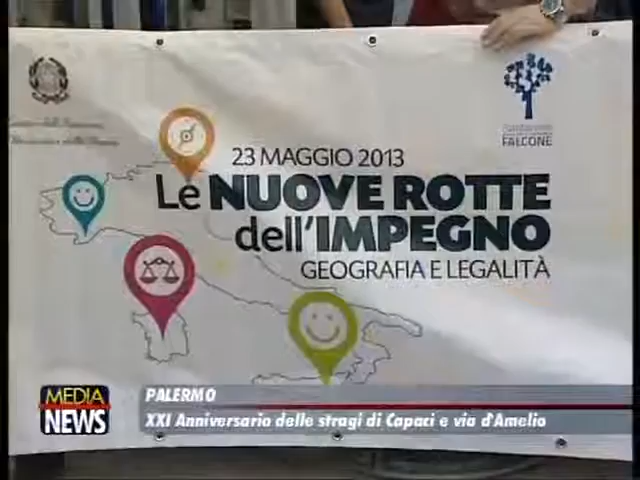 FALCONE
23 MAGGIO 2013
Le NUOVE ROTTE
dell'IMPEGNO
GEOGRAFIA E LEGALITÀ
MEDIA
NEWS
PALERMO
XXI Anniversario delle stragi di Capaci e via d'Amelio